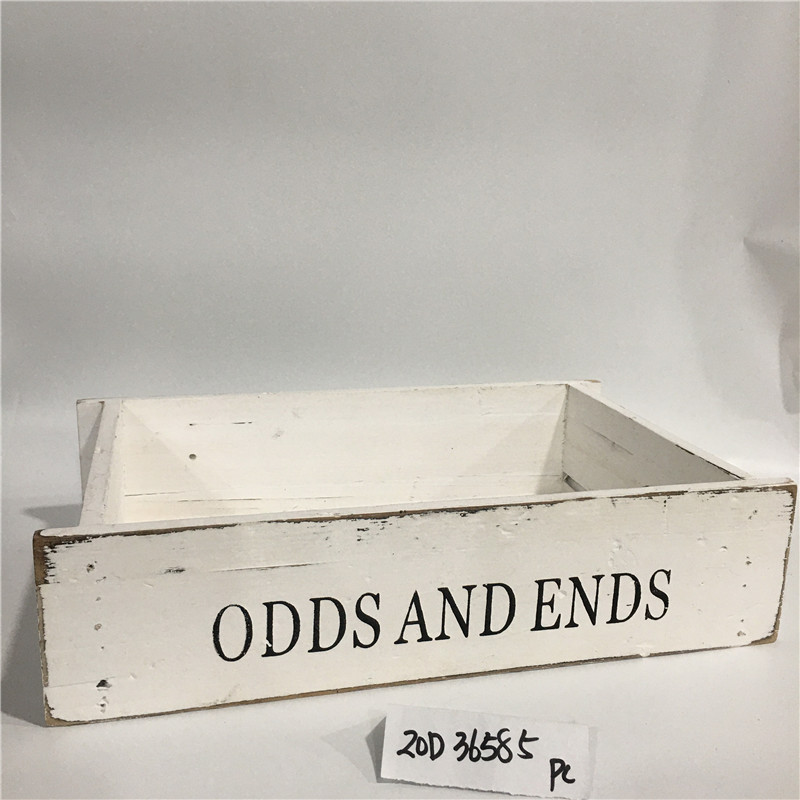 ODDS AND ENDS
20D 36585
PC